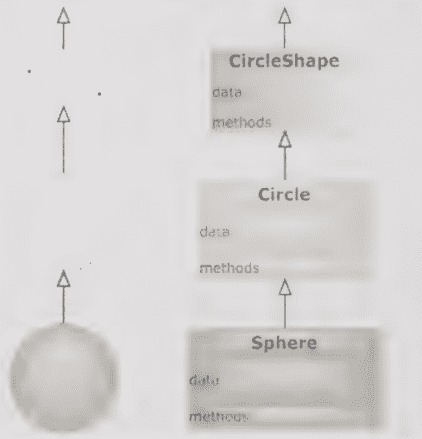 CircleShape
data
methods
Circle
data
methods
Sphere
data
methods